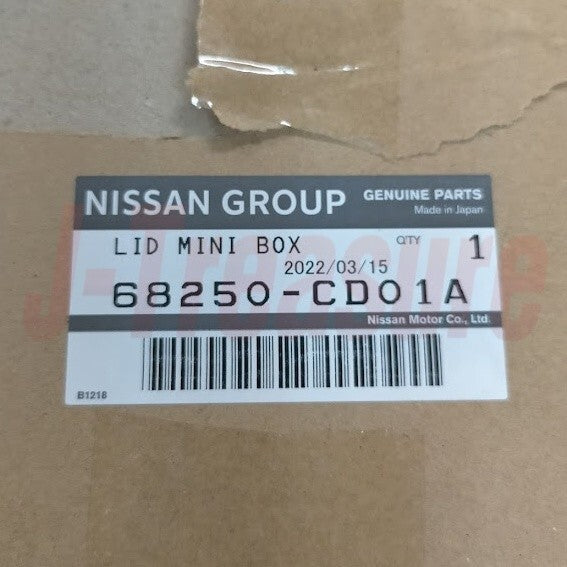 NISSAN GROUP GENUINE PARTS
Made in Japan
LID MINI BOX QTY 1
2022/03/15
68250-CD01A
Nissan Motor Co., Ltd.
B1218
J-Treasure